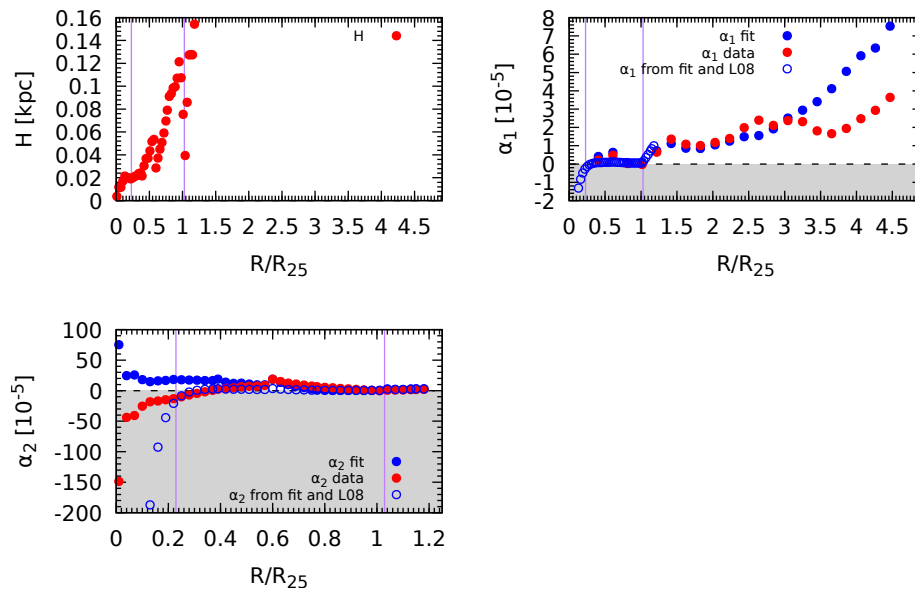 0.16
0.14
0.12
0.1
0.08
0.06
0.04
0.02
0
H [kpc]
H
0 0.5 1 1.5 2 2.5 3 3.5 4 4.5
R/R25
8
7
6
5
4
3
2
1
-1
-2
α1 [10-5]
α1 fit
α1 data
α1 from fit and L08
0 0.5 1 1.5 2 2.5 3 3.5 4 4.5
R/R25
100
50
0
-50
-100
-150
-200
α2 [10-5]
α2 fit
α2 data
α2 from fit and L08
0 0.2 0.4 0.6 0.8 1 1.2
R/R25